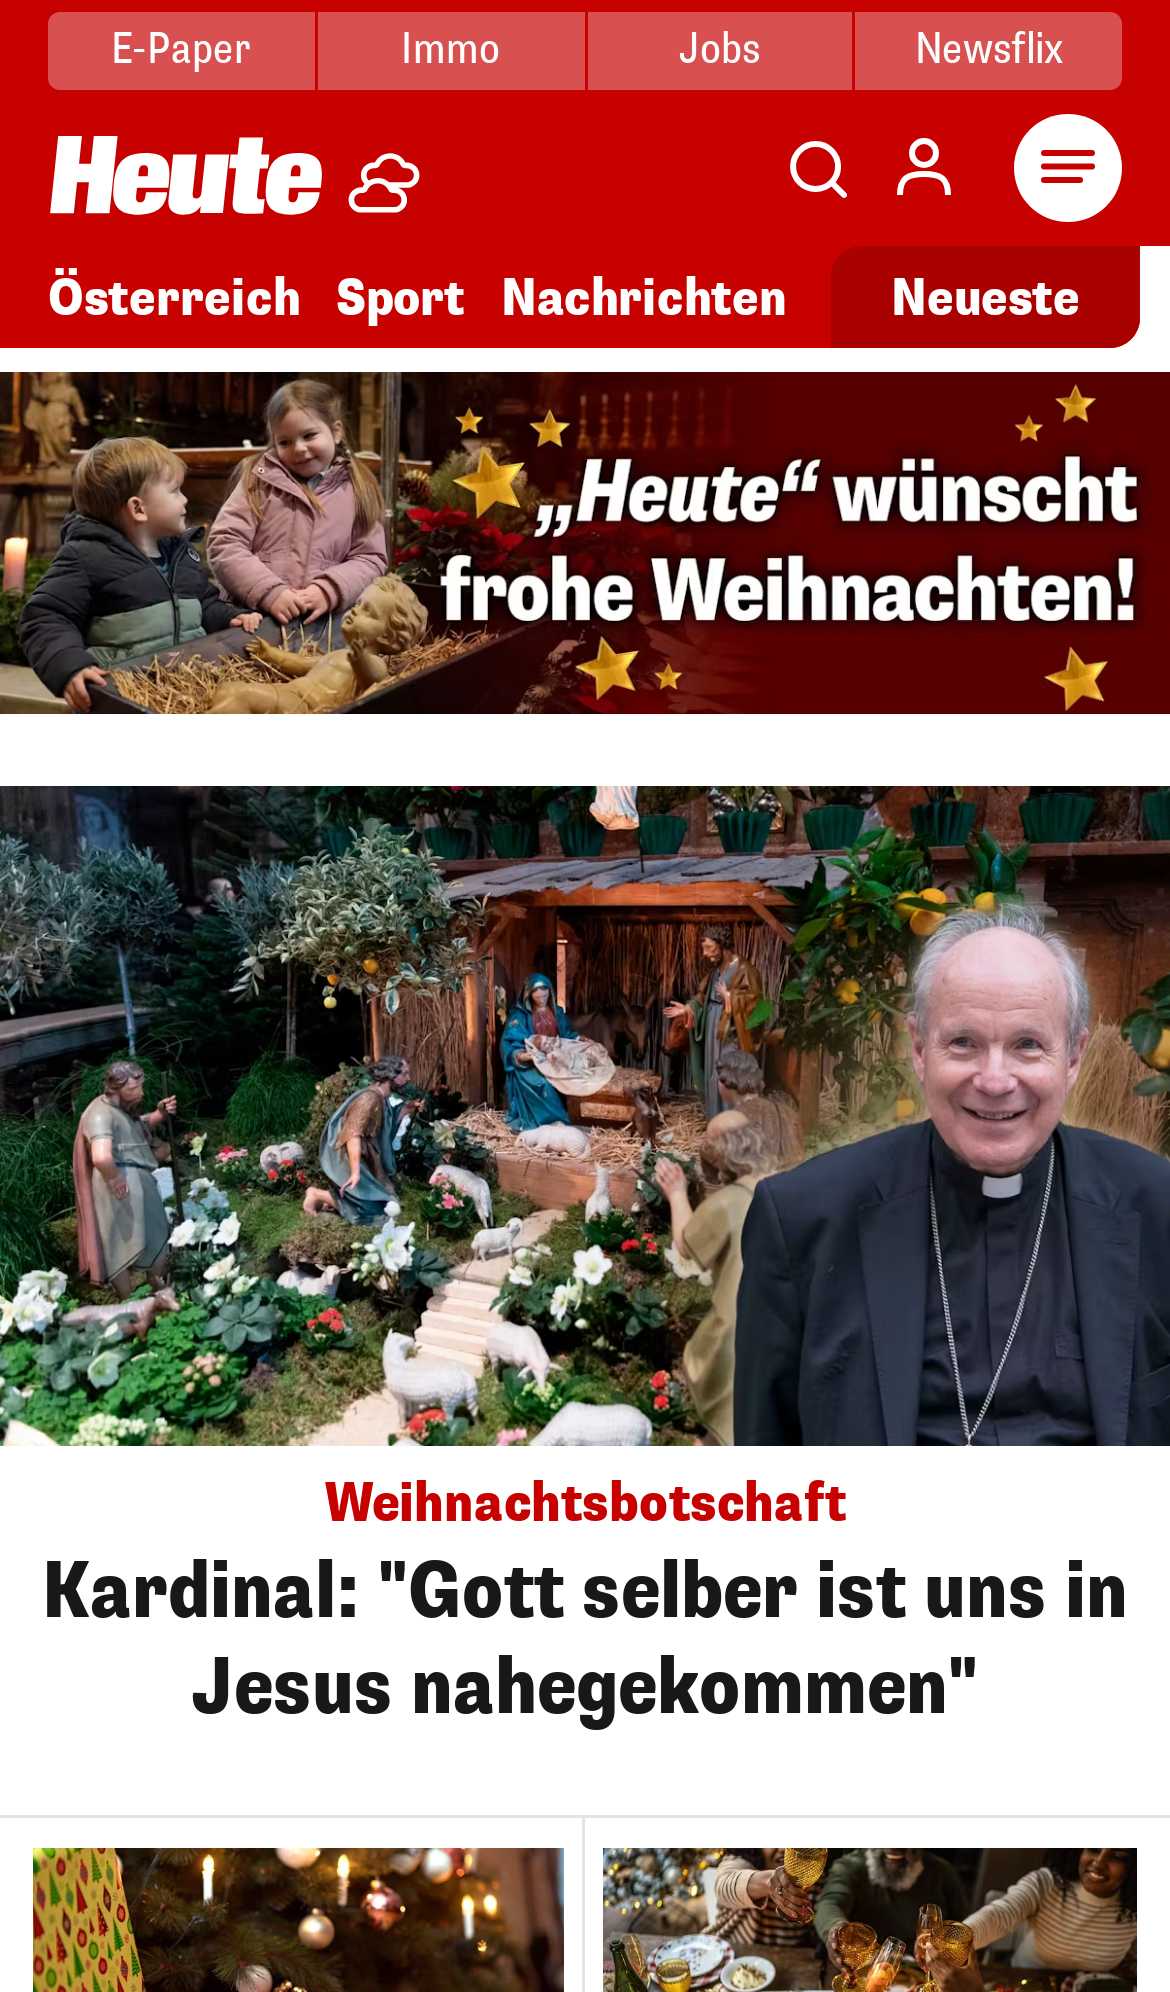 E-Paper
Immo
Jobs
Newsflix
Heute
Österreich
Sport
Nachrichten
Neueste
„Heute“ wünscht
frohe Weihnachten!
Weihnachtsbotschaft
Kardinal: "Gott selber ist uns in
Jesus nahegekommen"